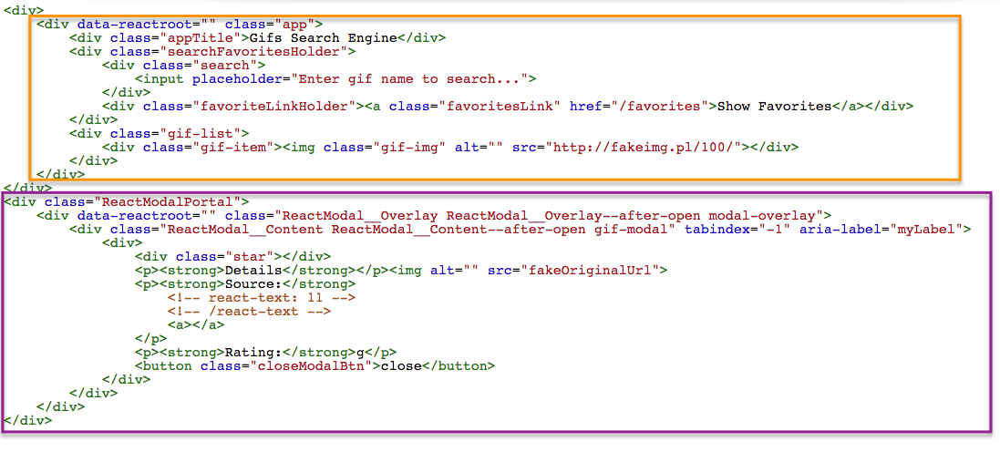 <div>
    <div data-reactroot="" class="app">
        <div class="appTitle">Gifs Search Engine</div>
        <div class="searchFavoritesHolder">
            <div class="search">
                <input placeholder="Enter gif name to search...">
            </div>
            <div class="favoriteLinkHolder"><a class="favoritesLink" href="/favorites">Show Favorites</a></div>
        </div>
        <div class="gif-list">
            <div class="gif-item"><img class="gif-img" alt="" src="http://fakeimg.pl/100/"></div>
        </div>
    </div>
</div>
<div class="ReactModalPortal">
    <div data-reactroot="" class="ReactModal__Overlay ReactModal__Overlay--after-open modal-overlay">
        <div class="ReactModal__Content ReactModal__Content--after-open gif-modal" tabindex="-1" aria-label="myLabel">
            <div>
                <div class="star"></div>
                <p><strong>Details</strong></p><img alt="" src="fakeOriginalUrl">
                <p><strong>Source:</strong>
                    <!-- react-text: 11 -->
                    <!-- /react-text -->
                    <a></a>
                </p>
                <p><strong>Rating:</strong>g</p>
                <button class="closeModalBtn">close</button>
            </div>
        </div>
    </div>
</div>